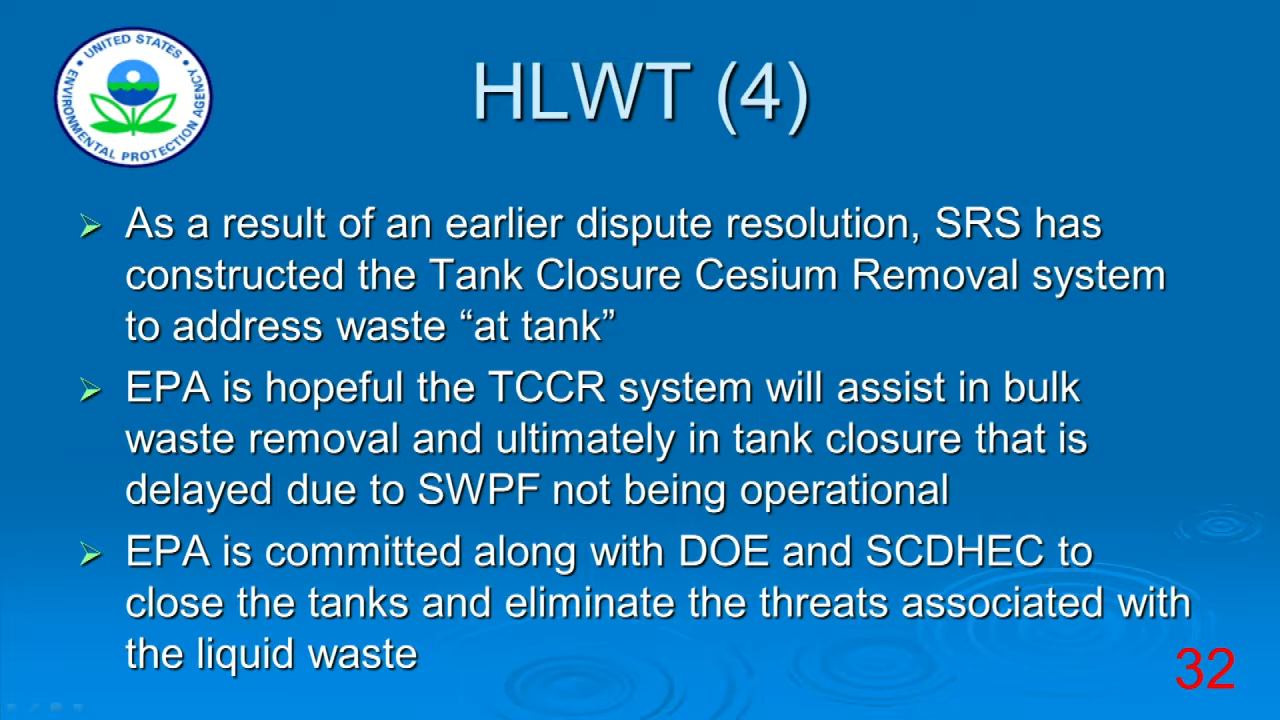 UNITED STATES
ENVIRONMENTAL PROTECTION AGENCY
HLWT (4)
As a result of an earlier dispute resolution, SRS has
constructed the Tank Closure Cesium Removal system
to address waste “at tank”
EPA is hopeful the TCCR system will assist in bulk
waste removal and ultimately in tank closure that is
delayed due to SWPF not being operational
EPA is committed along with DOE and SCDHEC to
close the tanks and eliminate the threats associated with
the liquid waste
32